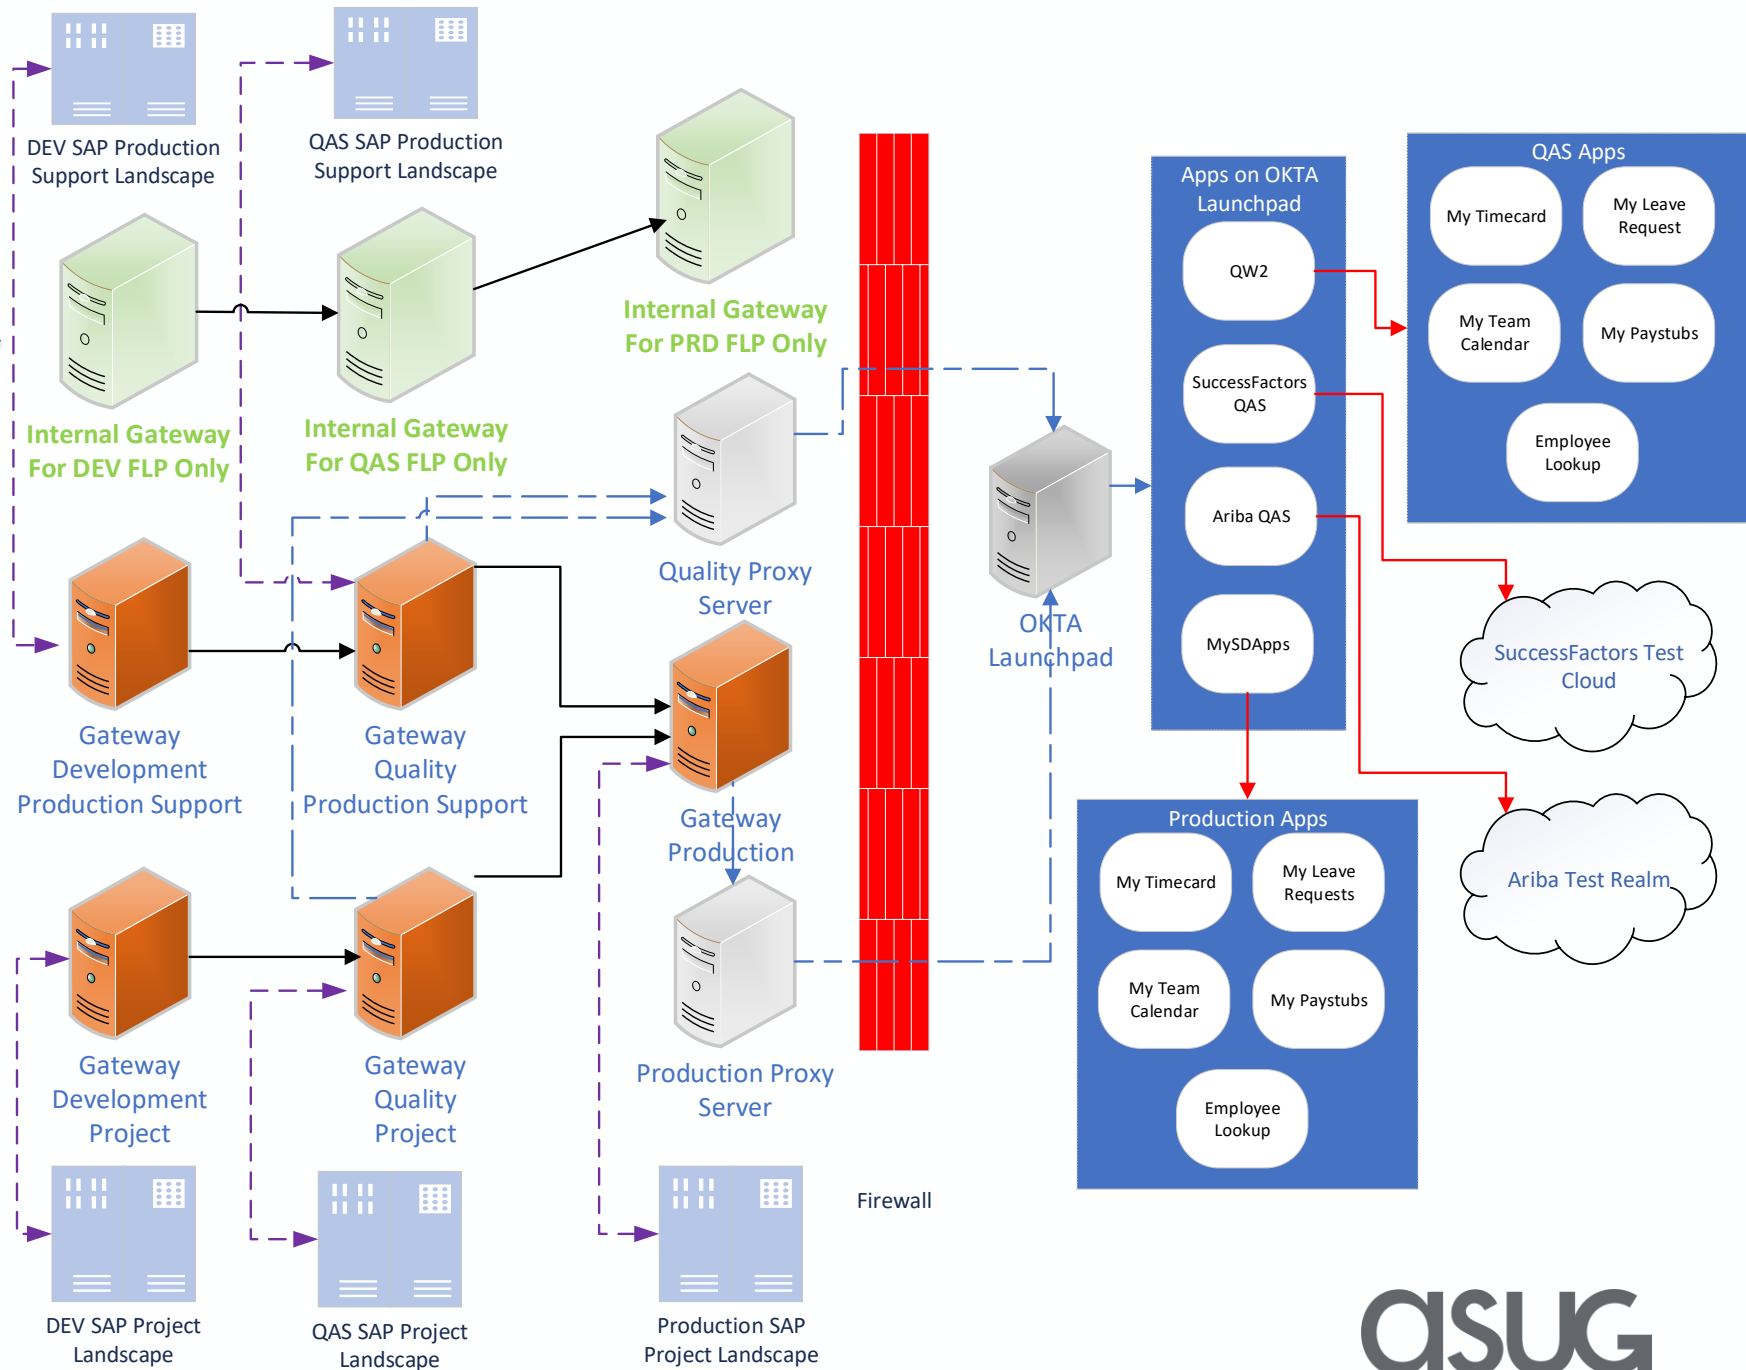 DEV SAP Production
Support Landscape
QAS SAP Production
Support Landscape
Internal Gateway
For DEV FLP Only
Internal Gateway
For QAS FLP Only
Internal Gateway
For PRD FLP Only
Quality Proxy
Server
Gateway
Development
Production Support
Gateway
Quality
Production Support
Gateway
Production
Gateway
Development
Project
Gateway
Quality
Project
Production Proxy
Server
DEV SAP Project
Landscape
QAS SAP Project
Landscape
Production SAP
Project Landscape
Firewall
OKTA
Launchpad
Apps on OKTA
Launchpad
QW2
SuccessFactors
QAS
Ariba QAS
MySDApps
QAS Apps
My Timecard
My Leave
Request
My Team
Calendar
My Paystubs
Employee
Lookup
SuccessFactors Test
Cloud
Ariba Test Realm
Production Apps
My Timecard
My Leave
Requests
My Team
Calendar
My Paystubs
Employee
Lookup
asug